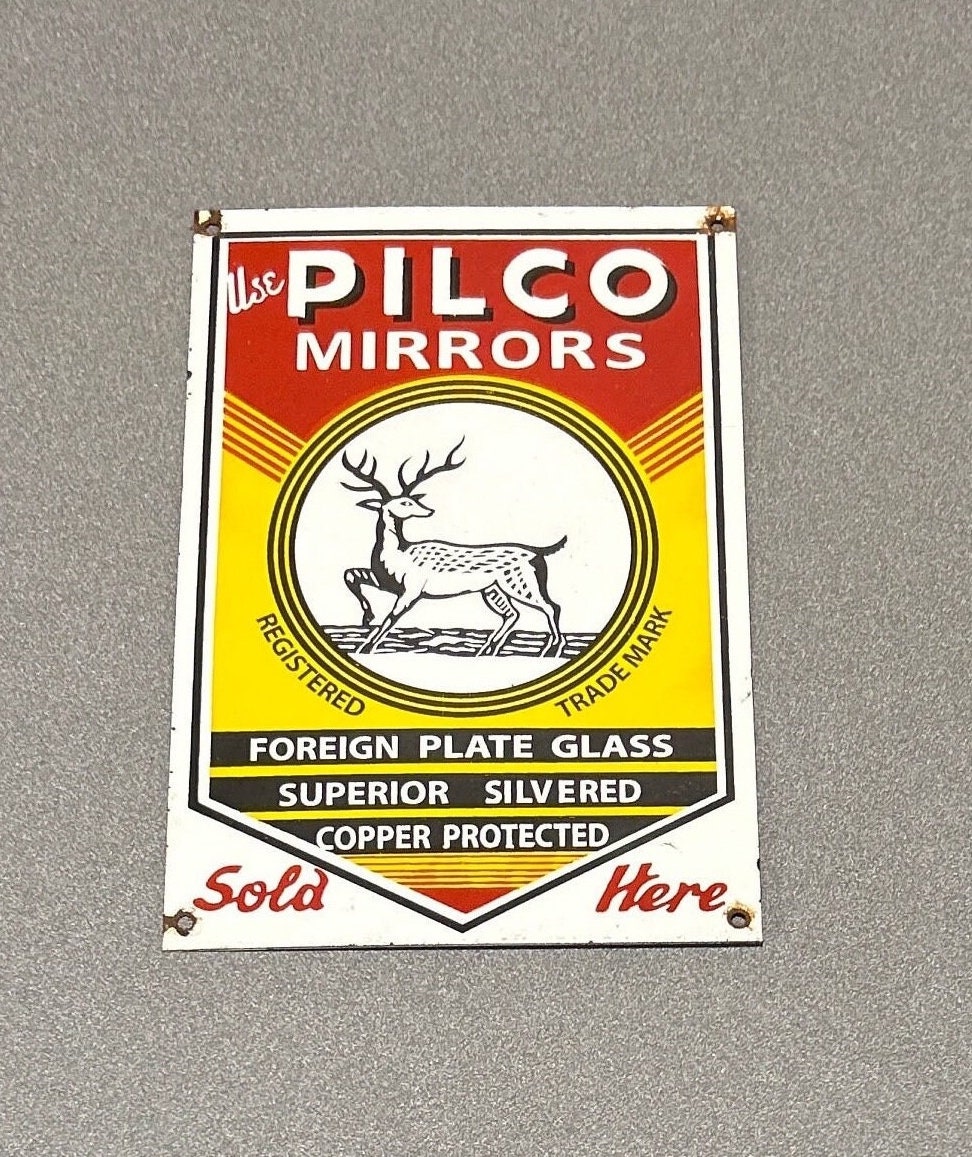 Use PILCO
MIRRORS
REGISTERED TRADE MARK
FOREIGN PLATE GLASS
SUPERIOR SILVERED
COPPER PROTECTED
Sold Here